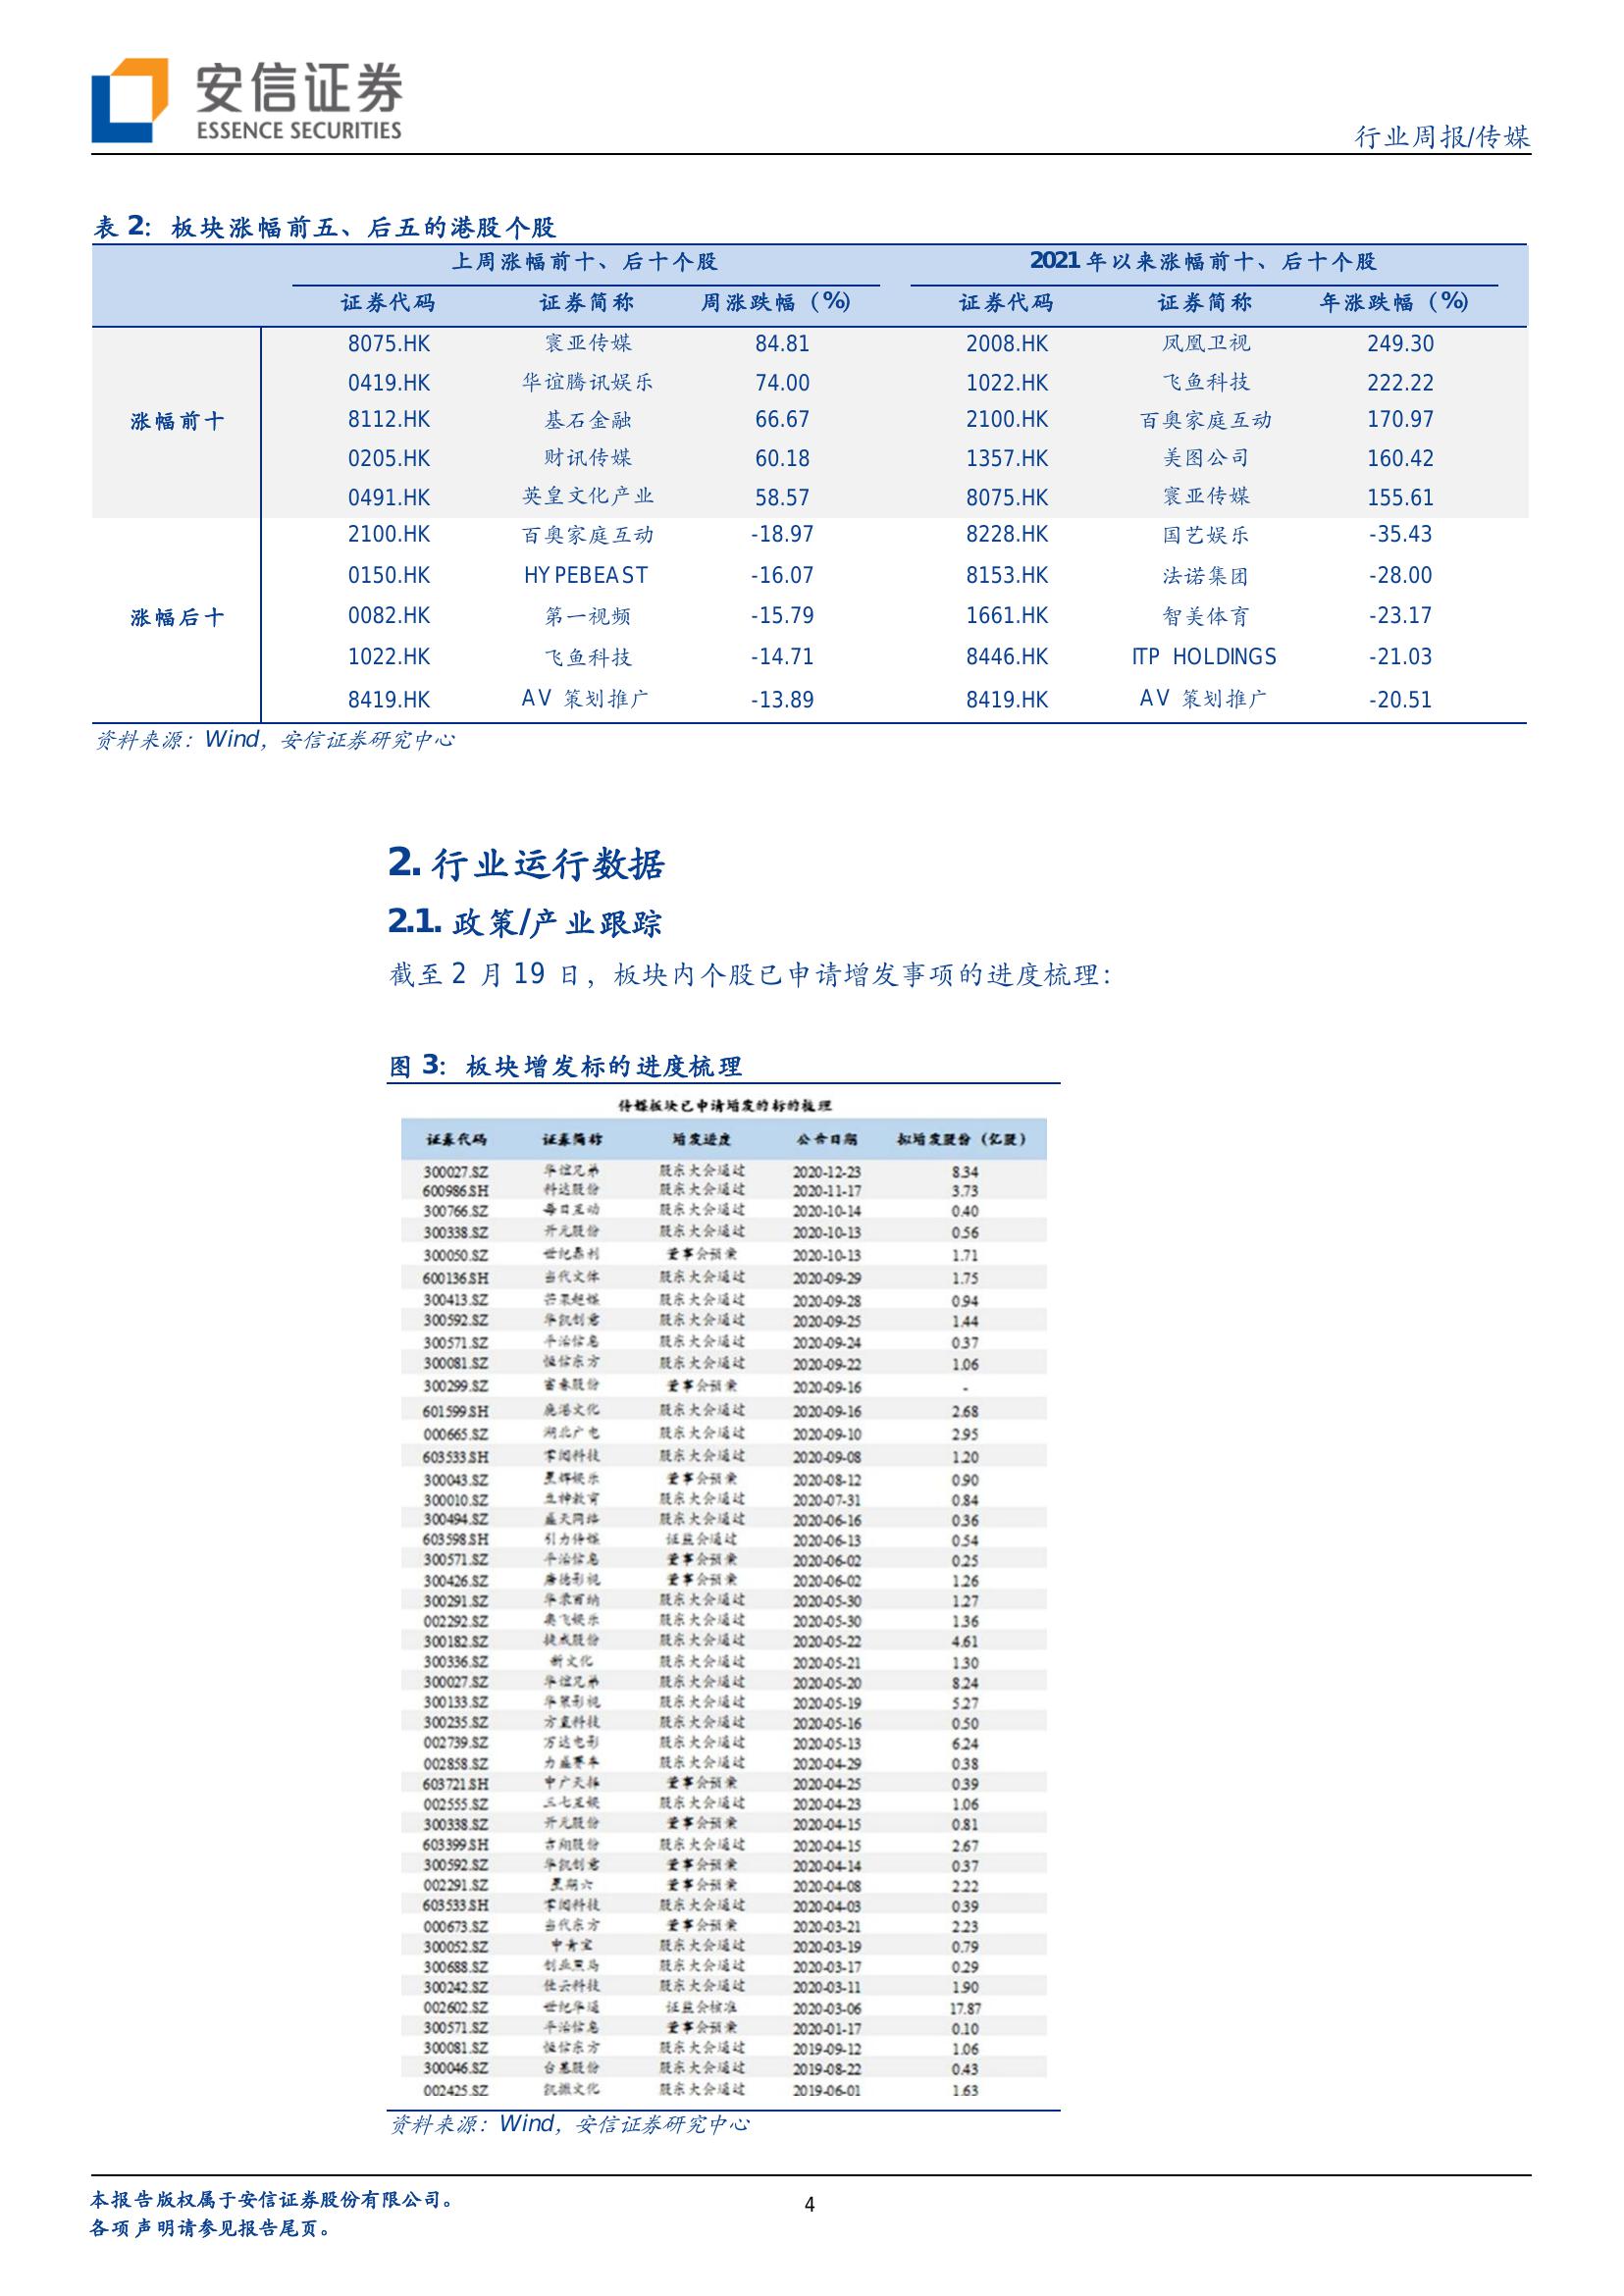 安信证券
ESSENCE SECURITIES
行业周报/传媒
表 2：板块涨幅前五、后五的港股个股
上周涨幅前十、后十个股 2021 年以来涨幅前十、后十个股
证券代码 证券简称 周涨跌幅（%） 证券代码 证券简称 年涨跌幅（%）
8075.HK 寰亚传媒 84.81 2008.HK 凤凰卫视 249.30
0419.HK 华谊腾讯娱乐 74.00 1022.HK 飞鱼科技 222.22
涨幅前十 8112.HK 基石金融 66.67 2100.HK 百奥家庭互动 170.97
0205.HK 财讯传媒 60.18 1357.HK 美图公司 160.42
0491.HK 英皇文化产业 58.57 8075.HK 寰亚传媒 155.61
2100.HK 百奥家庭互动 -18.97 8228.HK 国艺娱乐 -35.43
0150.HK HYPEBEAST -16.07 8153.HK 法诺集团 -28.00
涨幅后十 0082.HK 第一视频 -15.79 1661.HK 智美体育 -23.17
1022.HK 飞鱼科技 -14.71 8446.HK ITP HOLDINGS -21.03
8419.HK AV 策划推广 -13.89 8419.HK AV 策划推广 -20.51
资料来源：Wind，安信证券研究中心
2. 行业运行数据
2.1. 政策/产业跟踪
截至 2 月 19 日，板块内个股已申请增发事项的进度梳理：
图 3：板块增发标的进度梳理
传媒板块已申请增发的标的梳理
证券代码 证券简称 增发进度 公告日期 拟增发股份（亿股）
300027.SZ 华谊兄弟 股东大会通过 2020-12-23 8.34
600986.SH 科达股份 股东大会通过 2020-11-17 3.73
300766.SZ 每日互动 股东大会通过 2020-10-14 0.40
300338.SZ 开元股份 股东大会通过 2020-10-13 0.56
300050.SZ 世纪鼎利 董事会预案 2020-10-13 1.71
600136.SH 当代文体 股东大会通过 2020-09-29 1.75
300413.SZ 芒果超媒 股东大会通过 2020-09-28 0.94
300592.SZ 华凯创意 股东大会通过 2020-09-25 1.44
300571.SZ 平治信息 股东大会通过 2020-09-24 0.37
300081.SZ 恒信东方 股东大会通过 2020-09-22 1.06
300299.SZ 富春股份 董事会预案 2020-09-16 -
601599.SH 鹿港文化 股东大会通过 2020-09-16 2.68
000665.SZ 湖北广电 股东大会通过 2020-09-10 2.95
603533.SH 掌阅科技 股东大会通过 2020-09-08 1.20
300043.SZ 星辉娱乐 董事会预案 2020-08-12 0.90
300010.SZ 立神教育 股东大会通过 2020-07-31 0.84
300494.SZ 盛天网络 股东大会通过 2020-06-16 0.36
603598.SH 引力传媒 证监会通过 2020-06-13 0.54
300571.SZ 平治信息 董事会预案 2020-06-02 0.25
300426.SZ 唐德影视 董事会预案 2020-06-02 1.26
300291.SZ 华录百纳 股东大会通过 2020-05-30 1.27
002292.SZ 奥飞娱乐 股东大会通过 2020-05-30 1.36
300182.SZ 捷成股份 股东大会通过 2020-05-22 4.61
300336.SZ 新文化 股东大会通过 2020-05-21 1.30
300027.SZ 华谊兄弟 股东大会通过 2020-05-20 8.24
300133.SZ 华策影视 股东大会通过 2020-05-19 5.27
300235.SZ 方直科技 股东大会通过 2020-05-16 0.50
002739.SZ 万达电影 股东大会通过 2020-05-13 6.24
002858.SZ 力盛赛车 股东大会通过 2020-04-29 0.38
603721.SH 中广天择 董事会预案 2020-04-25 0.39
002555.SZ 三七互娱 股东大会通过 2020-04-23 1.06
300338.SZ 开元股份 董事会预案 2020-04-15 0.81
603399.SH 吉翔股份 股东大会通过 2020-04-15 2.67
300592.SZ 华凯创意 董事会预案 2020-04-14 0.37
002291.SZ 星期六 董事会预案 2020-04-08 2.22
603533.SH 掌阅科技 股东大会通过 2020-04-03 0.39
000673.SZ 当代东方 董事会预案 2020-03-21 2.23
300052.SZ 中青宝 股东大会通过 2020-03-19 0.79
300688.SZ 创业黑马 股东大会通过 2020-03-17 0.29
300242.SZ 佳云科技 股东大会通过 2020-03-11 1.90
002602.SZ 世纪华通 证监会核准 2020-03-06 17.87
300571.SZ 平治信息 董事会预案 2020-01-17 0.10
300081.SZ 恒信东方 股东大会通过 2019-09-12 1.06
300046.SZ 台基股份 股东大会通过 2019-08-22 0.43
002425.SZ 凯撒文化 股东大会通过 2019-06-01 1.63
资料来源：Wind，安信证券研究中心
本报告版权属于安信证券股份有限公司。
各项声明请参见报告尾页。
4